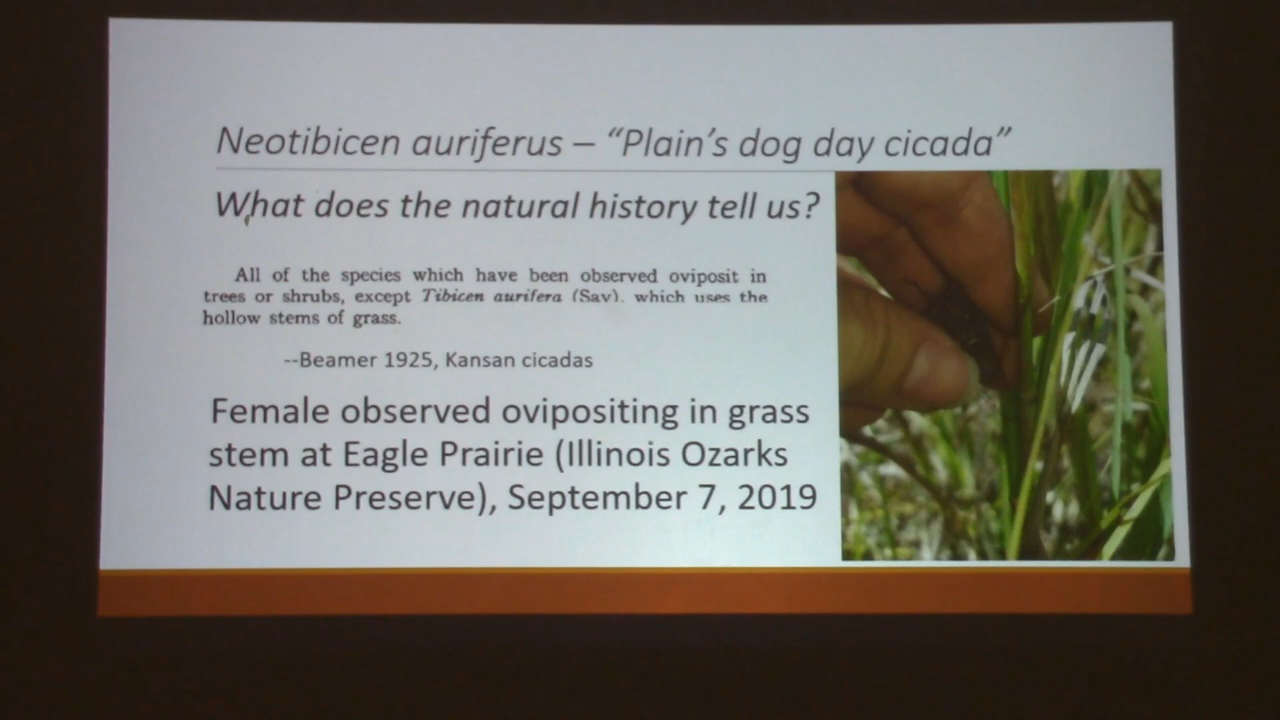 Neotibicen auriferus – “Plain’s dog day cicada”
What does the natural history tell us?
All of the species which have been observed oviposit in
trees or shrubs, except Tibicen aurifera (Say). which uses the
hollow stems of grass.
--Beamer 1925, Kansan cicadas
Female observed ovipositing in grass
stem at Eagle Prairie (Illinois Ozarks
Nature Preserve), September 7, 2019